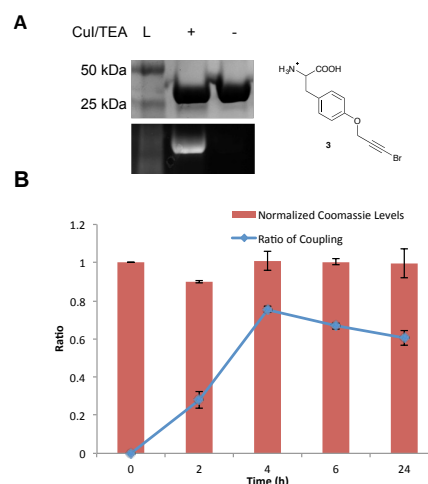 A
CuI/TEA L + -
50 kDa
25 kDa
H₃N⁺ COOH
O
Br
3
B
Normalized Coomassie Levels
Ratio of Coupling
1.2
1
0.8
0.6
0.4
0.2
0
Ratio
0 2 4 6 24
Time (h)